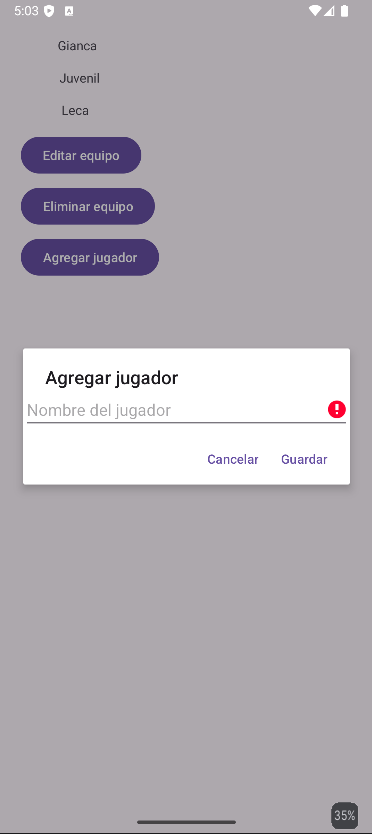 5:03
Gianca
Juvenil
Leca
Editar equipo
Eliminar equipo
Agregar jugador
Agregar jugador
Nombre del jugador
Cancelar Guardar
35%